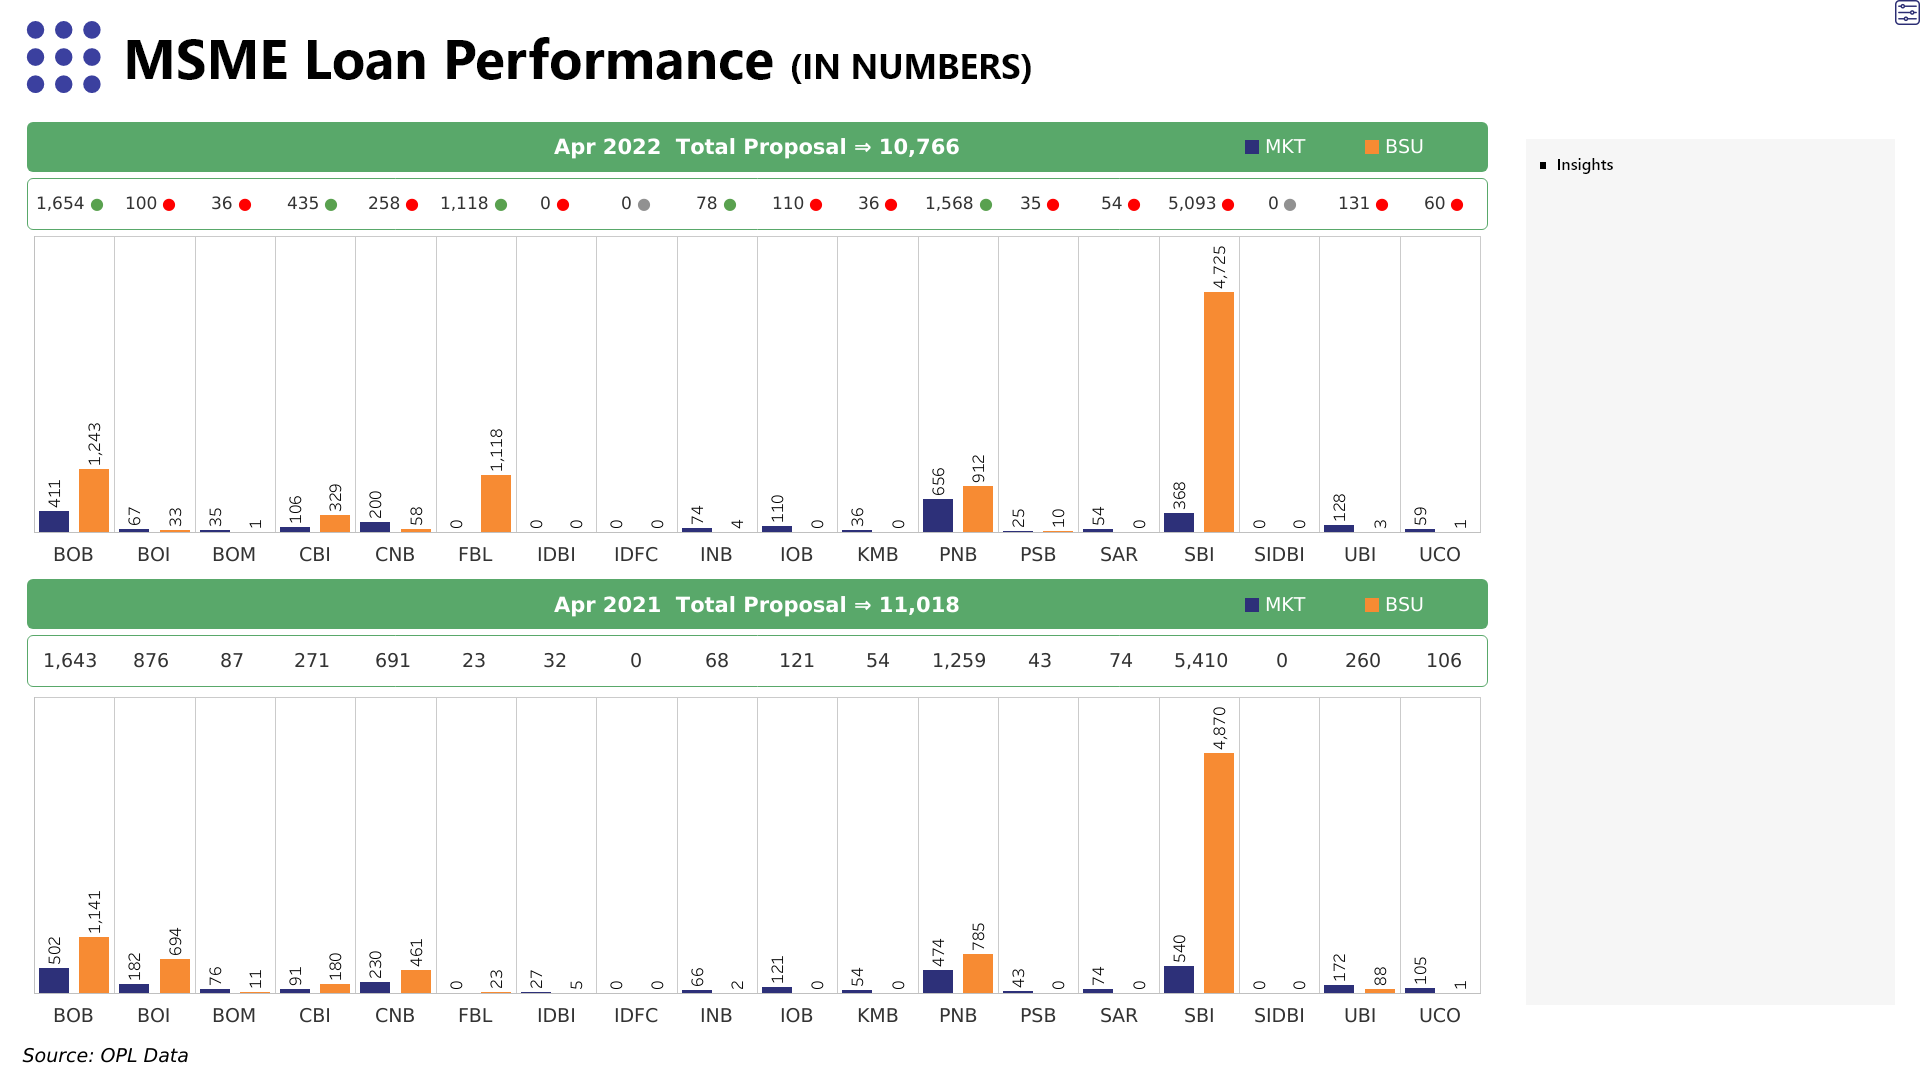 MSME Loan Performance (IN NUMBERS)
Apr 2022  Total Proposal ⇒ 10,766
MKT BSU
1,654 100 36 435 258 1,118 0 0 78 110 36 1,568 35 54 5,093 0 131 60
411 1,243 67 33 35 1 106 329 200 58 0 1,118 0 0 0 0 74 4 110 0 36 0 656 912 25 10 54 0 368 4,725 0 0 128 3 59 1
BOB BOI BOM CBI CNB FBL IDBI IDFC INB IOB KMB PNB PSB SAR SBI SIDBI UBI UCO
Apr 2021  Total Proposal ⇒ 11,018
MKT BSU
1,643 876 87 271 691 23 32 0 68 121 54 1,259 43 74 5,410 0 260 106
502 1,141 182 694 76 11 91 180 230 461 0 23 27 5 0 0 66 2 121 0 54 0 474 785 43 0 74 0 540 4,870 0 0 172 88 105 1
BOB BOI BOM CBI CNB FBL IDBI IDFC INB IOB KMB PNB PSB SAR SBI SIDBI UBI UCO
Source: OPL Data
▪ Insights